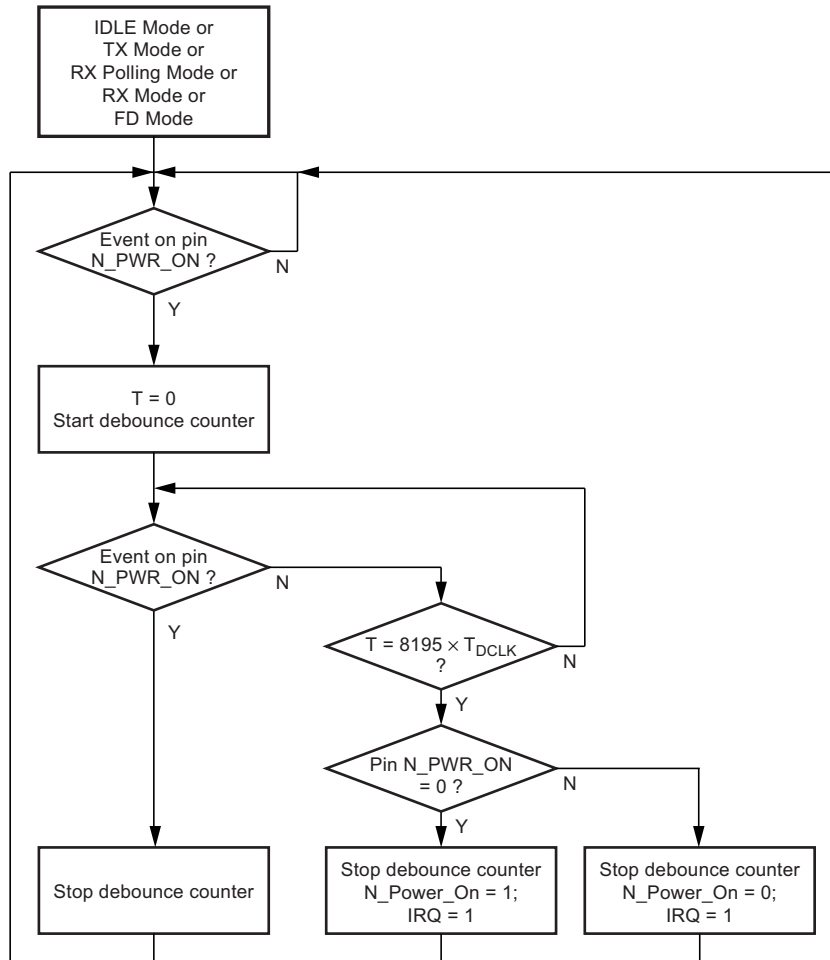 IDLE Mode or
TX Mode or
RX Polling Mode or
RX Mode or
FD Mode
Event on pin
N_PWR_ON ?
N
Y
T = 0
Start debounce counter
Event on pin
N_PWR_ON ?
N
Y
T = 8195 × T_DCLK
?
N
Y
Pin N_PWR_ON
= 0 ?
N
Y
Stop debounce counter
Stop debounce counter
N_Power_On = 1;
IRQ = 1
Stop debounce counter
N_Power_On = 0;
IRQ = 1